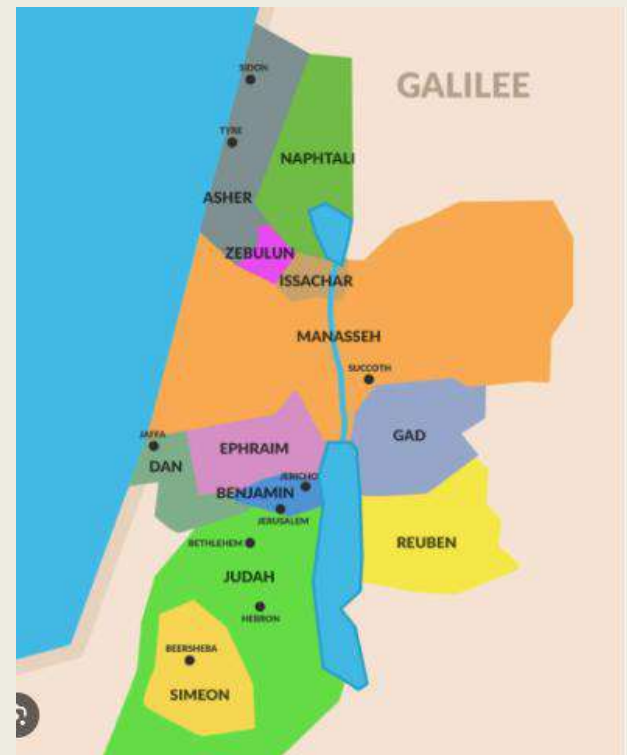 SIDON
GALILEE
TYRE
NAPHTALI
ASHER
ZEBULUN
ISSACHAR
MANASSEH
SUCCOTH
JAFFA
GAD
EPHRAIM
DAN
JERICHO
BENJAMIN
JERUSALEM
BETHLEHEM
REUBEN
JUDAH
HEBRON
BEERSHEBA
SIMEON